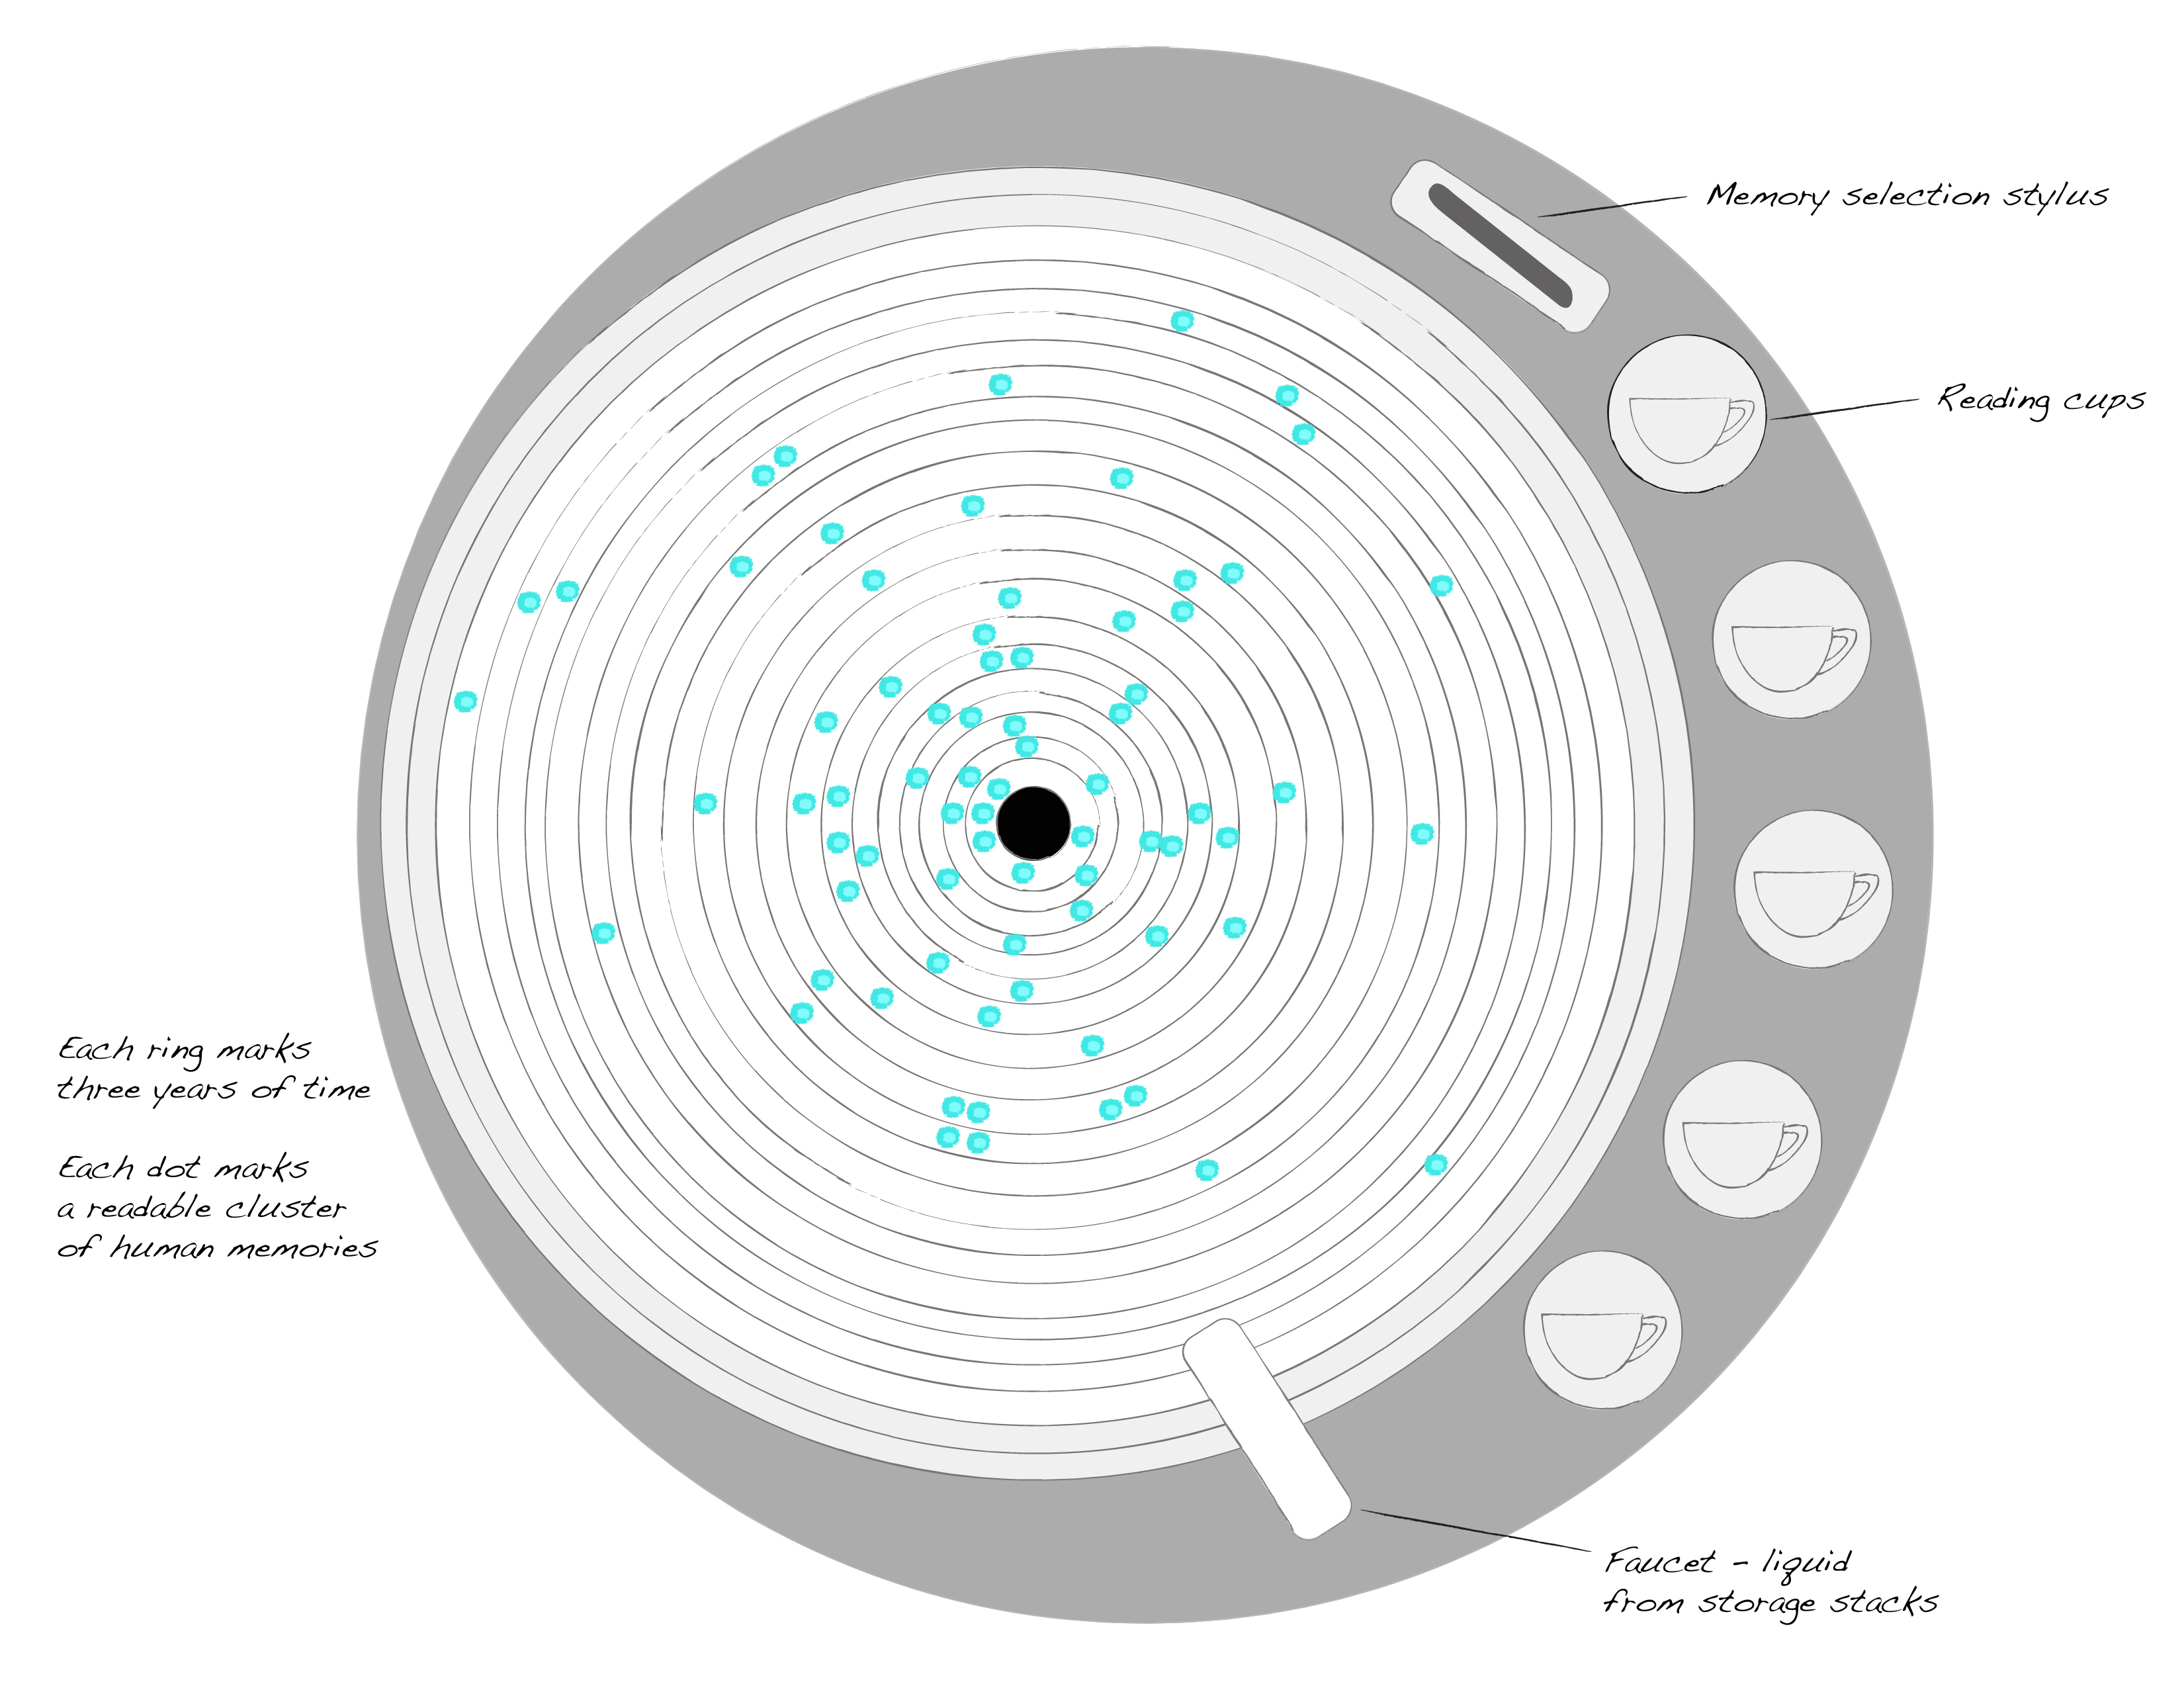 Memory selection stylus
Reading cups
Each ring marks
three years of time
Each dot marks
a readable cluster
of human memories
Faucet - liquid
from storage stacks